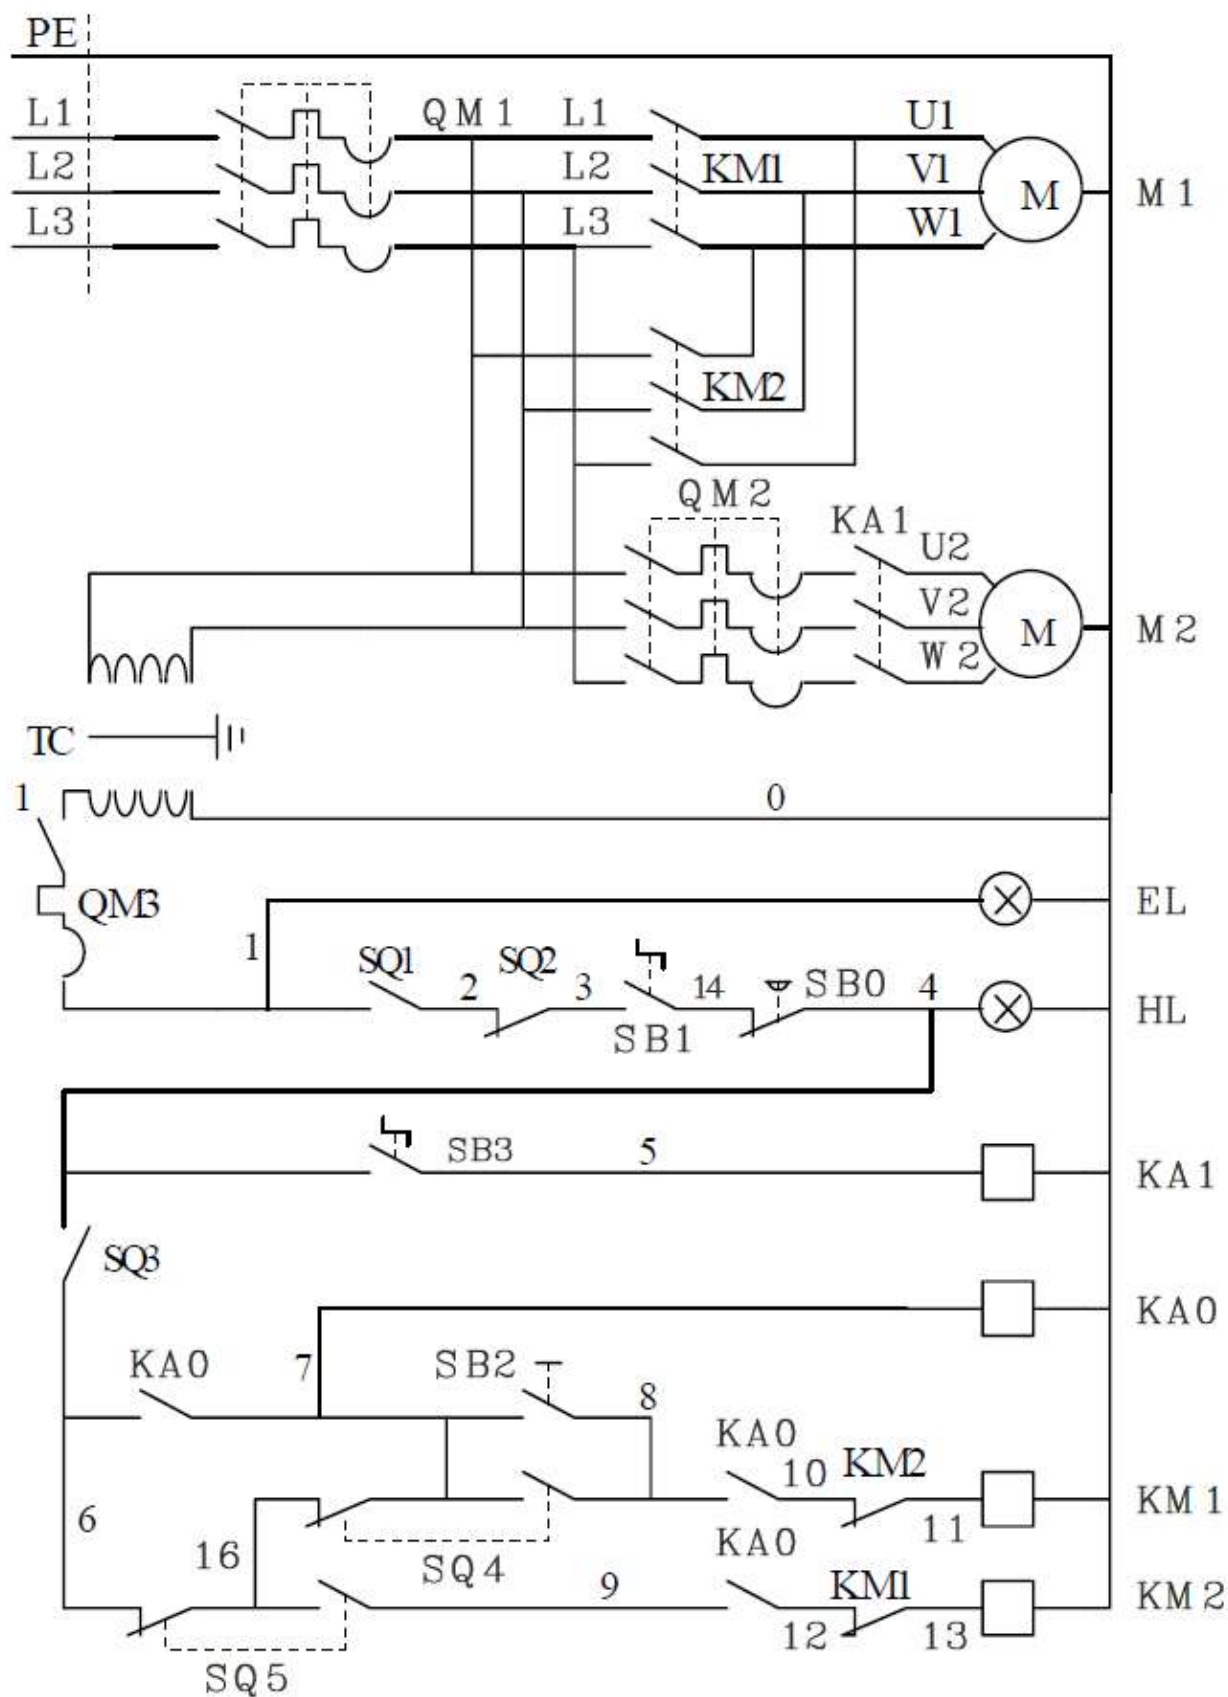 PE
L1 QM1 L1 U1
L2 L2 KM1 V1 M M1
L3 L3 W1
KM2
QM2 KA1
U2
V2 M M2
W2
TC
1 0
QM3 EL
1 SQ1 2 SQ2 3 14 SB0 4 HL
SB1
SB3 5 KA1
SQ3
KA0
KA0 7 SB2 8
KA0 10 KM2 KM1
6 11
16 SQ4 KA0
9 KM1 KM2
12 13
SQ5